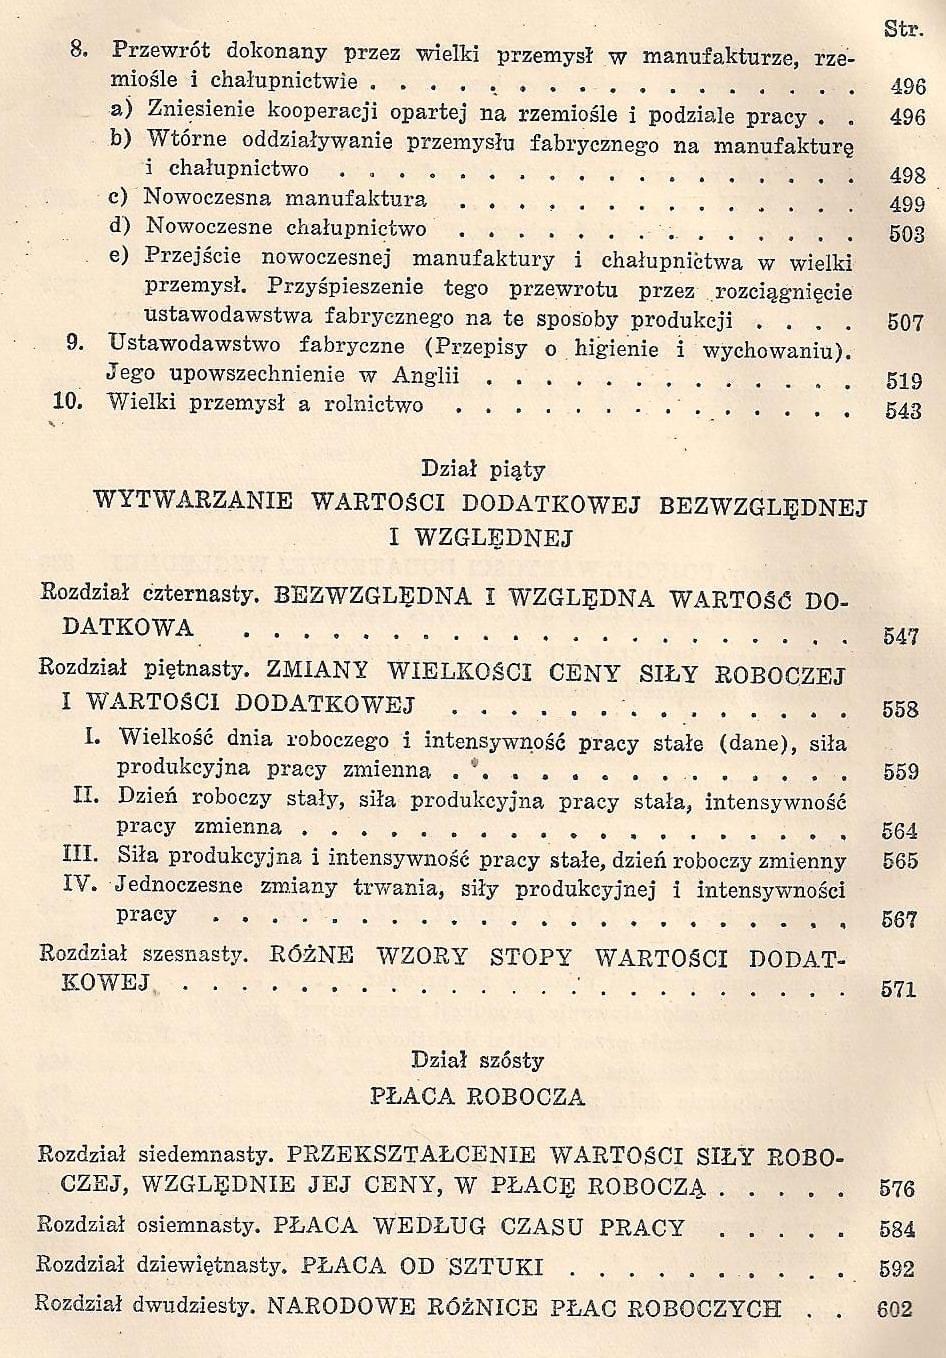 Str.
8. Przewrót dokonany przez wielki przemysł w manufakturze, rze-
miośle i chałupnictwie . . . . . . . . . . . . . . . . . 496
a) Zniesienie kooperacji opartej na rzemiośle i podziale pracy . . 496
b) Wtórne oddziaływanie przemysłu fabrycznego na manufakturę
i chałupnictwo . . . . . . . . . . . . . . . . . . 498
c) Nowoczesna manufaktura . . . . . . . . . . . . . . 499
d) Nowoczesne chałupnictwo . . . . . . . . . . . . . . 503
e) Przejście nowoczesnej manufaktury i chałupnictwa w wielki
przemysł. Przyśpieszenie tego przewrotu przez rozciągnięcie
ustawodawstwa fabrycznego na te sposoby produkcji . . . . 507
9. Ustawodawstwo fabryczne (Przepisy o higienie i wychowaniu).
Jego upowszechnienie w Anglii . . . . . . . . . . . . . 519
10. Wielki przemysł a rolnictwo . . . . . . . . . . . . . . 543
Dział piąty
WYTWARZANIE WARTOŚCI DODATKOWEJ BEZWZGLĘDNEJ
I WZGLĘDNEJ
Rozdział czternasty. BEZWZGLĘDNA I WZGLĘDNA WARTOŚĆ DO-
DATKOWA . . . . . . . . . . . . . . . . . . . . . 547
Rozdział piętnasty. ZMIANY WIELKOŚCI CENY SIŁY ROBOCZEJ
I WARTOŚCI DODATKOWEJ . . . . . . . . . . . . . . 558
I. Wielkość dnia roboczego i intensywność pracy stałe (dane), siła
produkcyjna pracy zmienna . . . . . . . . . . . . . . 559
II. Dzień roboczy stały, siła produkcyjna pracy stała, intensywność
pracy zmienna . . . . . . . . . . . . . . . . . . . 564
III. Siła produkcyjna i intensywność pracy stałe, dzień roboczy zmienny 565
IV. Jednoczesne zmiany trwania, siły produkcyjnej i intensywności
pracy . . . . . . . . . . . . . . . . . . . . . . 567
Rozdział szesnasty. RÓŻNE WZORY STOPY WARTOŚCI DODAT-
KOWEJ . . . . . . . . . . . . . . . . . . . . . . . 571
Dział szósty
PŁACA ROBOCZA
Rozdział siedemnasty. PRZEKSZTAŁCENIE WARTOŚCI SIŁY ROBO-
CZEJ, WZGLĘDNIE JEJ CENY, W PŁACĘ ROBOCZĄ . . . . . 576
Rozdział osiemnasty. PŁACA WEDŁUG CZASU PRACY . . . . . 584
Rozdział dziewiętnasty. PŁACA OD SZTUKI . . . . . . . . . . 592
Rozdział dwudziesty. NARODOWE RÓŻNICE PŁAC ROBOCZYCH . . 602